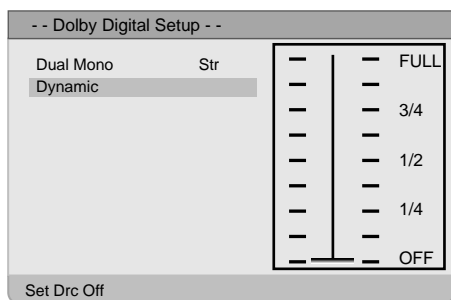 - - Dolby Digital Setup - -
Dual Mono Str
Dynamic
FULL
3/4
1/2
1/4
OFF
Set Drc Off